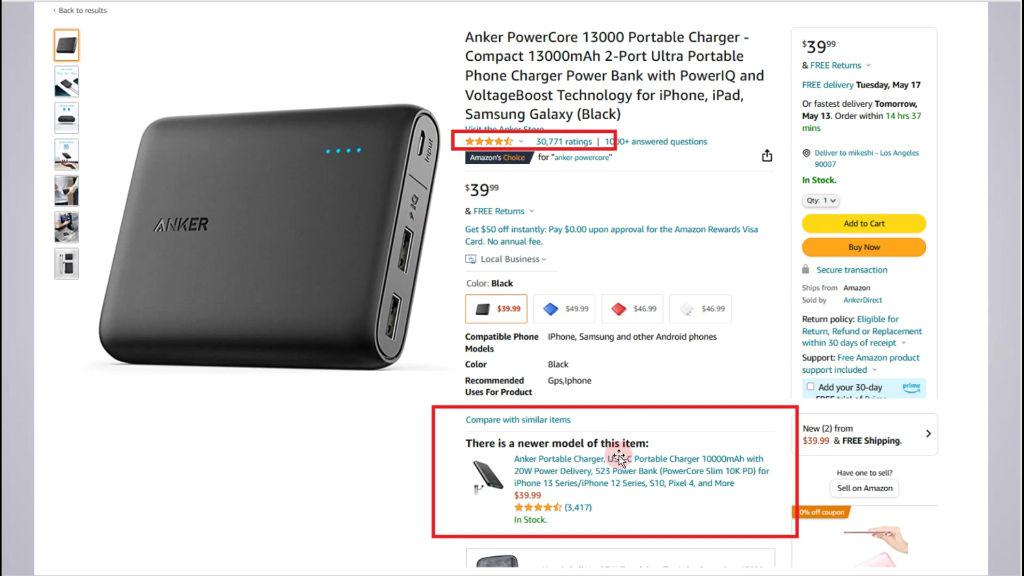 ‹ Back to results
ANKER
Input
Anker PowerCore 13000 Portable Charger -
Compact 13000mAh 2-Port Ultra Portable
Phone Charger Power Bank with PowerIQ and
VoltageBoost Technology for iPhone, iPad,
Samsung Galaxy (Black)
Visit the Anker Store
30,771 ratings | 1000+ answered questions
Amazon's Choice for "anker powercore"
$39.99
& FREE Returns
Get $50 off instantly: Pay $0.00 upon approval for the Amazon Rewards Visa
Card. No annual fee.
Local Business
Color: Black
$39.99 $49.99 $46.99 $46.99
Compatible Phone Models IPhone, Samsung and other Android phones
Color Black
Recommended Uses For Product Gps,Iphone
Compare with similar items
There is a newer model of this item:
Anker Portable Charger, USB-C Portable Charger 10000mAh with
20W Power Delivery, 523 Power Bank (PowerCore Slim 10K PD) for
iPhone 13 Series/iPhone 12 Series, S10, Pixel 4, and More
$39.99
(3,417)
In Stock.
$39.99
& FREE Returns
FREE delivery Tuesday, May 17
Or fastest delivery Tomorrow,
May 13. Order within 14 hrs 37
mins
Deliver to mikeshi - Los Angeles
90007
In Stock.
Qty: 1
Add to Cart
Buy Now
Secure transaction
Ships from Amazon
Sold by AnkerDirect
Return policy: Eligible for
Return, Refund or Replacement
within 30 days of receipt
Support: Free Amazon product
support included
Add your 30-day prime
FREE trial of Prime
New (2) from
$39.99 & FREE Shipping.
Have one to sell?
Sell on Amazon
0% off coupon